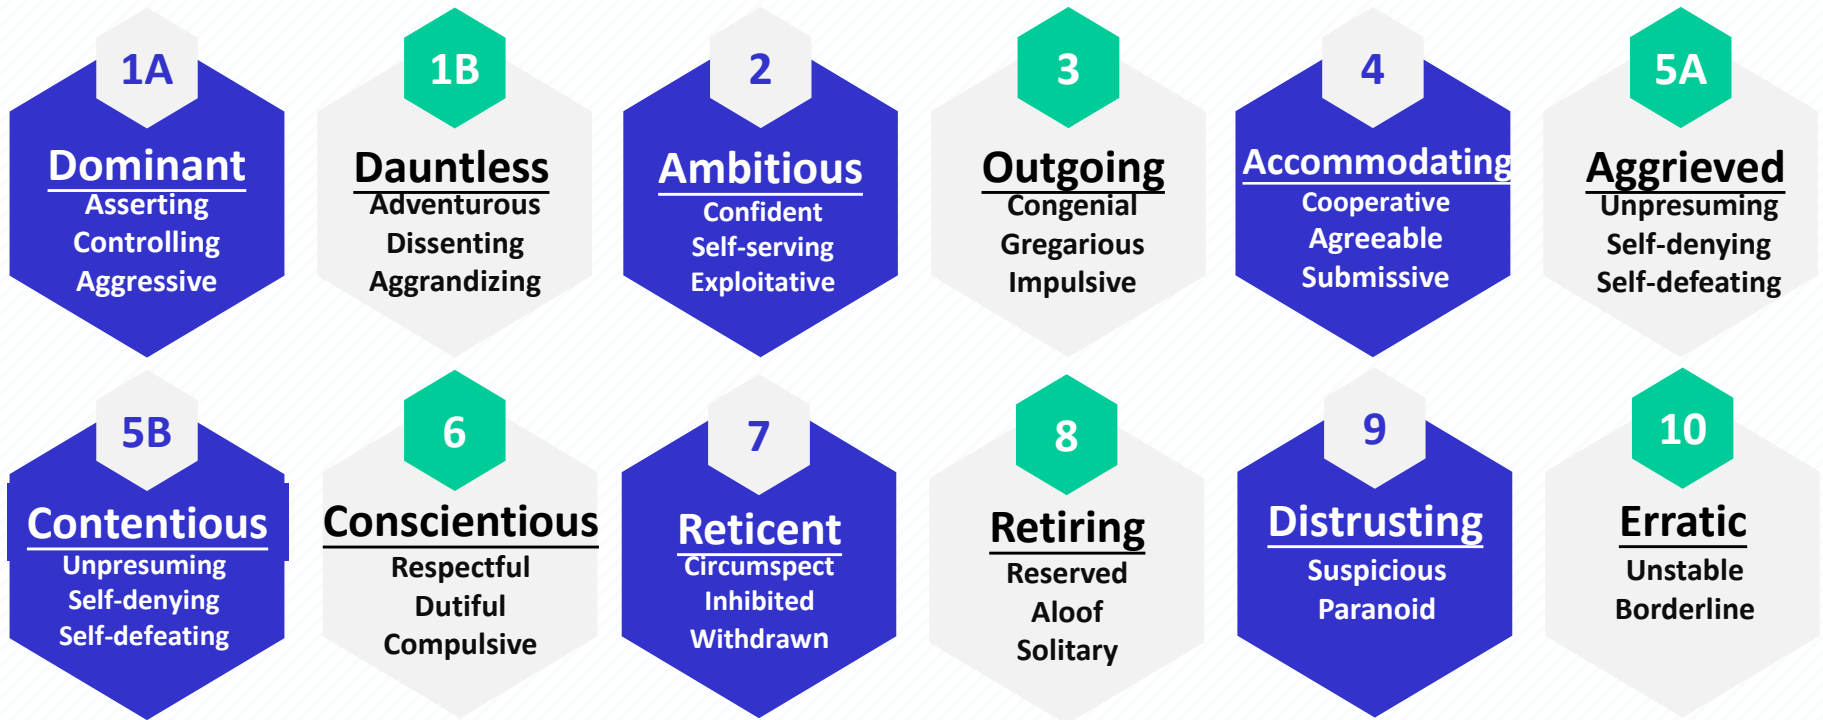 1A
Dominant
Asserting
Controlling
Aggressive
1B
Dauntless
Adventurous
Dissenting
Aggrandizing
2
Ambitious
Confident
Self-serving
Exploitative
3
Outgoing
Congenial
Gregarious
Impulsive
4
Accommodating
Cooperative
Agreeable
Submissive
5A
Aggrieved
Unpresuming
Self-denying
Self-defeating
5B
Contentious
Unpresuming
Self-denying
Self-defeating
6
Conscientious
Respectful
Dutiful
Compulsive
7
Reticent
Circumspect
Inhibited
Withdrawn
8
Retiring
Reserved
Aloof
Solitary
9
Distrusting
Suspicious
Paranoid
10
Erratic
Unstable
Borderline